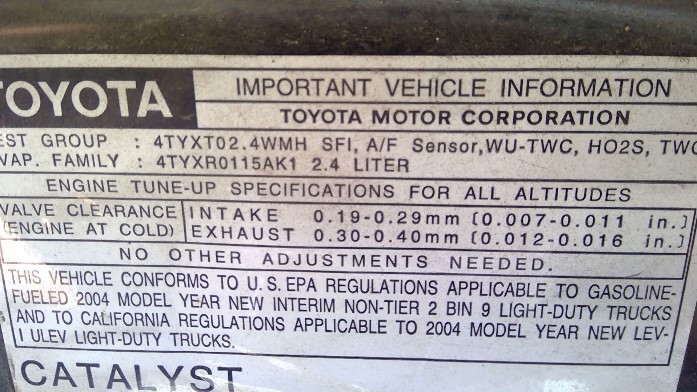 TOYOTA
IMPORTANT VEHICLE INFORMATION
TOYOTA MOTOR CORPORATION
EST GROUP : 4TYXT02.4WMH SFI, A/F Sensor,WU-TWC, HO2S, TWC
VAP. FAMILY : 4TYXR0115AK1 2.4 LITER
ENGINE TUNE-UP SPECIFICATIONS FOR ALL ALTITUDES
VALVE CLEARANCE
(ENGINE AT COLD)
INTAKE 0.19-0.29mm (0.007-0.011 in.)
EXHAUST 0.30-0.40mm (0.012-0.016 in.)
NO OTHER ADJUSTMENTS NEEDED.
THIS VEHICLE CONFORMS TO U.S. EPA REGULATIONS APPLICABLE TO GASOLINE-
FUELED 2004 MODEL YEAR NEW INTERIM NON-TIER 2 BIN 9 LIGHT-DUTY TRUCKS
AND TO CALIFORNIA REGULATIONS APPLICABLE TO 2004 MODEL YEAR NEW LEV-
I ULEV LIGHT-DUTY TRUCKS.
CATALYST